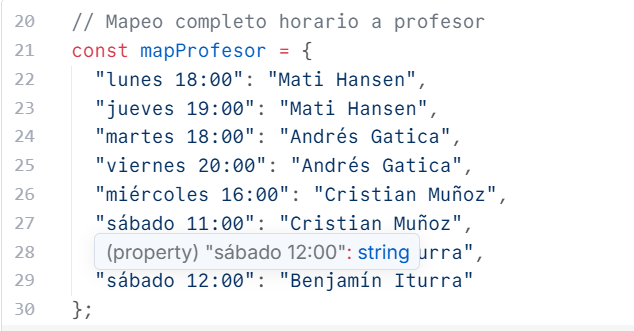 20 // Mapeo completo horario a profesor
21 const mapProfesor = {
22 "lunes 18:00": "Mati Hansen",
23 "jueves 19:00": "Mati Hansen",
24 "martes 18:00": "Andrés Gatica",
25 "viernes 20:00": "Andrés Gatica",
26 "miércoles 16:00": "Cristian Muñoz",
27 "sábado 11:00": "Cristian Muñoz",
28 (property) "sábado 12:00": string urra",
29 "sábado 12:00": "Benjamín Iturra"
30 };